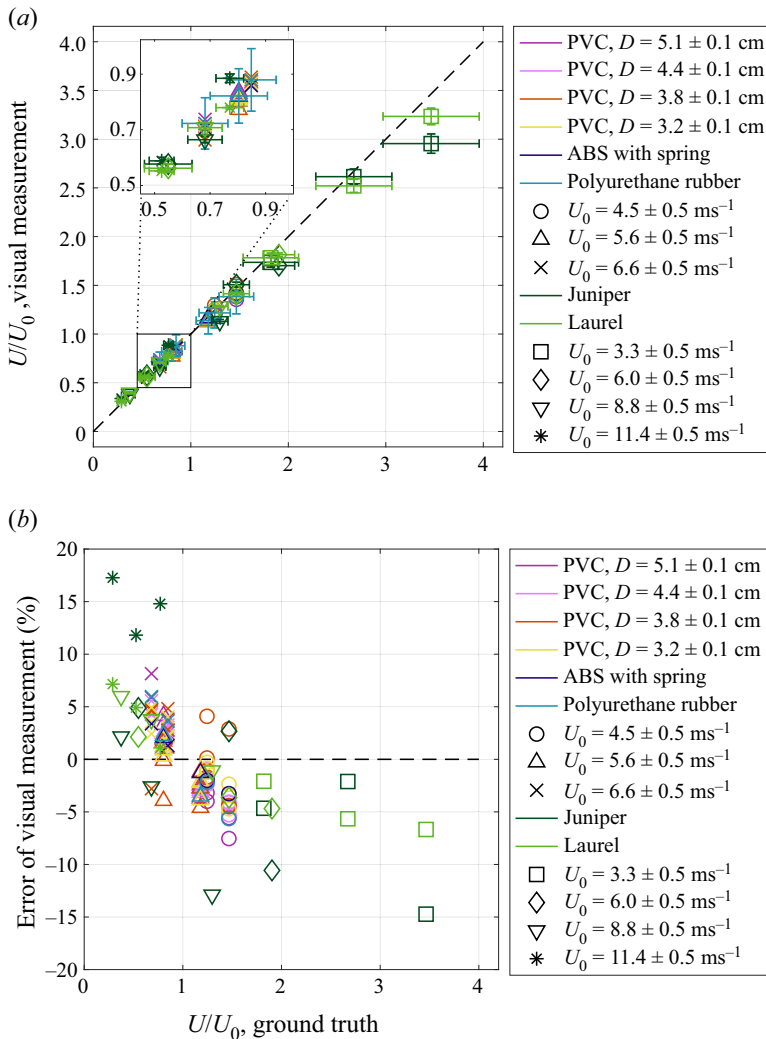 (a)
4.0
3.5
3.0
2.5
2.0
1.5
1.0
0.5
0
U/U0 ,visual measurement
0.9
0.7
0.5
0.5 0.7 0.9
0 1 2 3 4
PVC, D = 5.1 ± 0.1 cm
PVC, D = 4.4 ± 0.1 cm
PVC, D = 3.8 ± 0.1 cm
PVC, D = 3.2 ± 0.1 cm
ABS with spring
Polyurethane rubber
U0 = 4.5 ± 0.5 ms−1
U0 = 5.6 ± 0.5 ms−1
U0 = 6.6 ± 0.5 ms−1
Juniper
Laurel
U0 = 3.3 ± 0.5 ms−1
U0 = 6.0 ± 0.5 ms−1
U0 = 8.8 ± 0.5 ms−1
U0 = 11.4 ± 0.5 ms−1
(b)
20
15
10
5
0
−5
−10
−15
−20
Error of visual measurement (%)
0 1 2 3 4
U/U0, ground truth
PVC, D = 5.1 ± 0.1 cm
PVC, D = 4.4 ± 0.1 cm
PVC, D = 3.8 ± 0.1 cm
PVC, D = 3.2 ± 0.1 cm
ABS with spring
Polyurethane rubber
U0 = 4.5 ± 0.5 ms−1
U0 = 5.6 ± 0.5 ms−1
U0 = 6.6 ± 0.5 ms−1
Juniper
Laurel
U0 = 3.3 ± 0.5 ms−1
U0 = 6.0 ± 0.5 ms−1
U0 = 8.8 ± 0.5 ms−1
U0 = 11.4 ± 0.5 ms−1